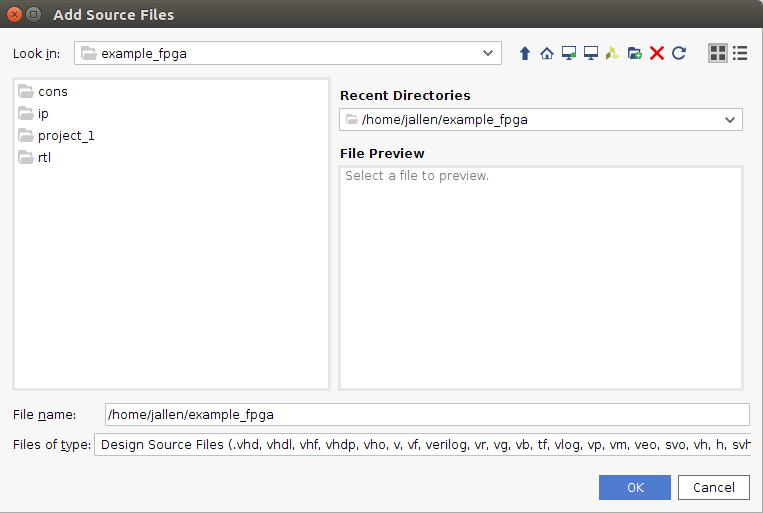 Add Source Files
Look in: example_fpga
cons
ip
project_1
rtl
Recent Directories
/home/jallen/example_fpga
File Preview
Select a file to preview.
File name: /home/jallen/example_fpga
Files of type: Design Source Files (.vhd, vhdl, vhf, vhdp, vho, v, vf, verilog, vr, vg, vb, tf, vlog, vp, vm, veo, svo, vh, h, svh
OK Cancel